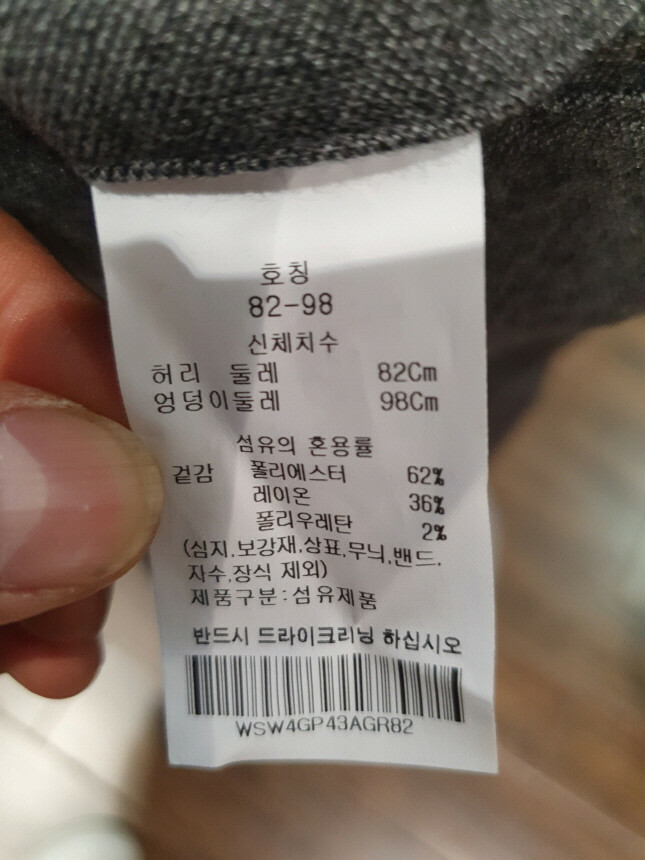 호칭
82-98
신체치수
허리 둘레 82Cm
엉덩이둘레 98Cm
섬유의 혼용률
겉감 폴리에스터 62%
레이온 36%
폴리우레탄 2%
(심지,보강재,상표,무늬,밴드,
자수,장식 제외)
제품구분:섬유제품
반드시 드라이크리닝 하십시오
WSW4GP43AGR82